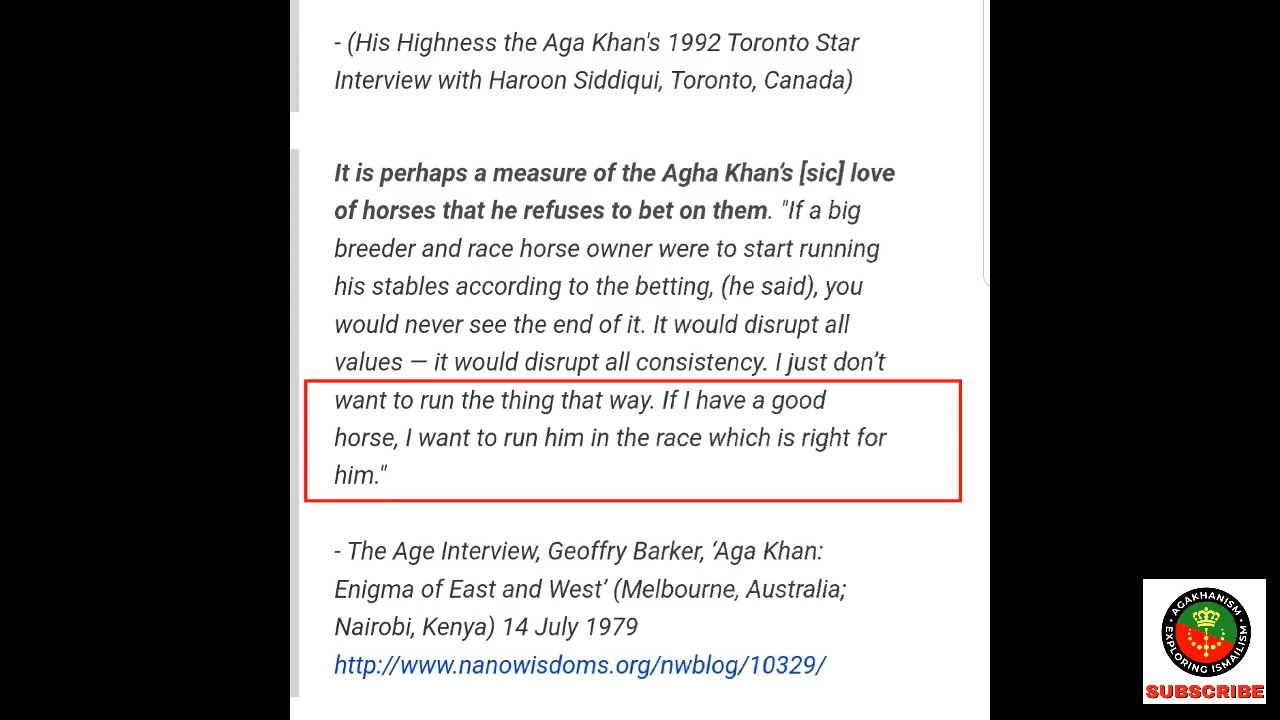 - (His Highness the Aga Khan's 1992 Toronto Star
Interview with Haroon Siddiqui, Toronto, Canada)
It is perhaps a measure of the Agha Khan’s [sic] love
of horses that he refuses to bet on them. "If a big
breeder and race horse owner were to start running
his stables according to the betting, (he said), you
would never see the end of it. It would disrupt all
values — it would disrupt all consistency. I just don’t
want to run the thing that way. If I have a good
horse, I want to run him in the race which is right for
him."
- The Age Interview, Geoffry Barker, ‘Aga Khan:
Enigma of East and West’ (Melbourne, Australia;
Nairobi, Kenya) 14 July 1979
http://www.nanowisdoms.org/nwblog/10329/
AGAKHANISM
EXPLORING ISMAILISM
SUBSCRIBE